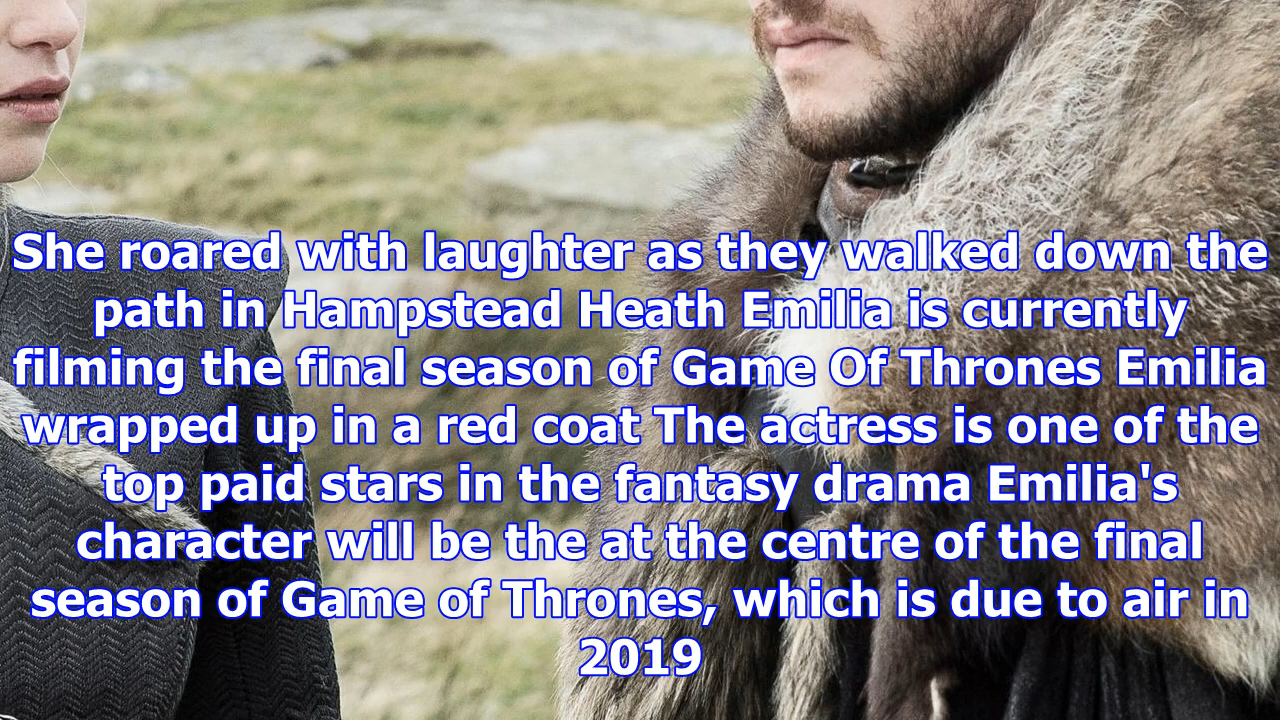 She roared with laughter as they walked down the
path in Hampstead Heath Emilia is currently
filming the final season of Game Of Thrones Emilia
wrapped up in a red coat The actress is one of the
top paid stars in the fantasy drama Emilia's
character will be the at the centre of the final
season of Game of Thrones, which is due to air in
2019